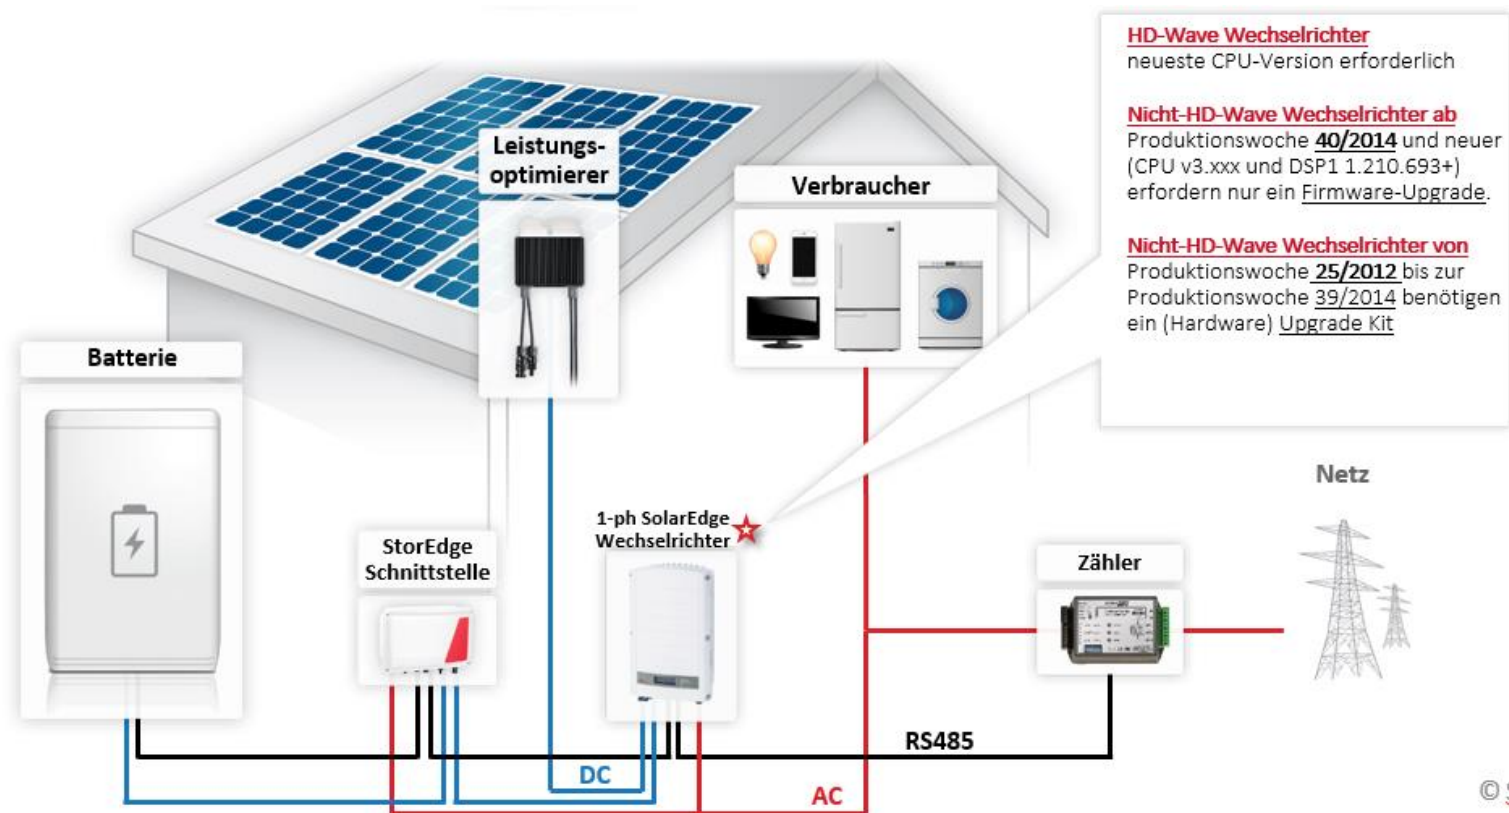 HD-Wave Wechselrichter
neueste CPU-Version erforderlich
Nicht-HD-Wave Wechselrichter ab
Produktionswoche 40/2014 und neuer
(CPU v3.xxx und DSP1 1.210.693+)
erfordern nur ein Firmware-Upgrade.
Nicht-HD-Wave Wechselrichter von
Produktionswoche 25/2012 bis zur
Produktionswoche 39/2014 benötigen
ein (Hardware) Upgrade Kit
Leistungs-
optimierer
Verbraucher
Batterie
Netz
1-ph SolarEdge
Wechselrichter
StorEdge
Schnittstelle
Zähler
RS485
DC
AC
©